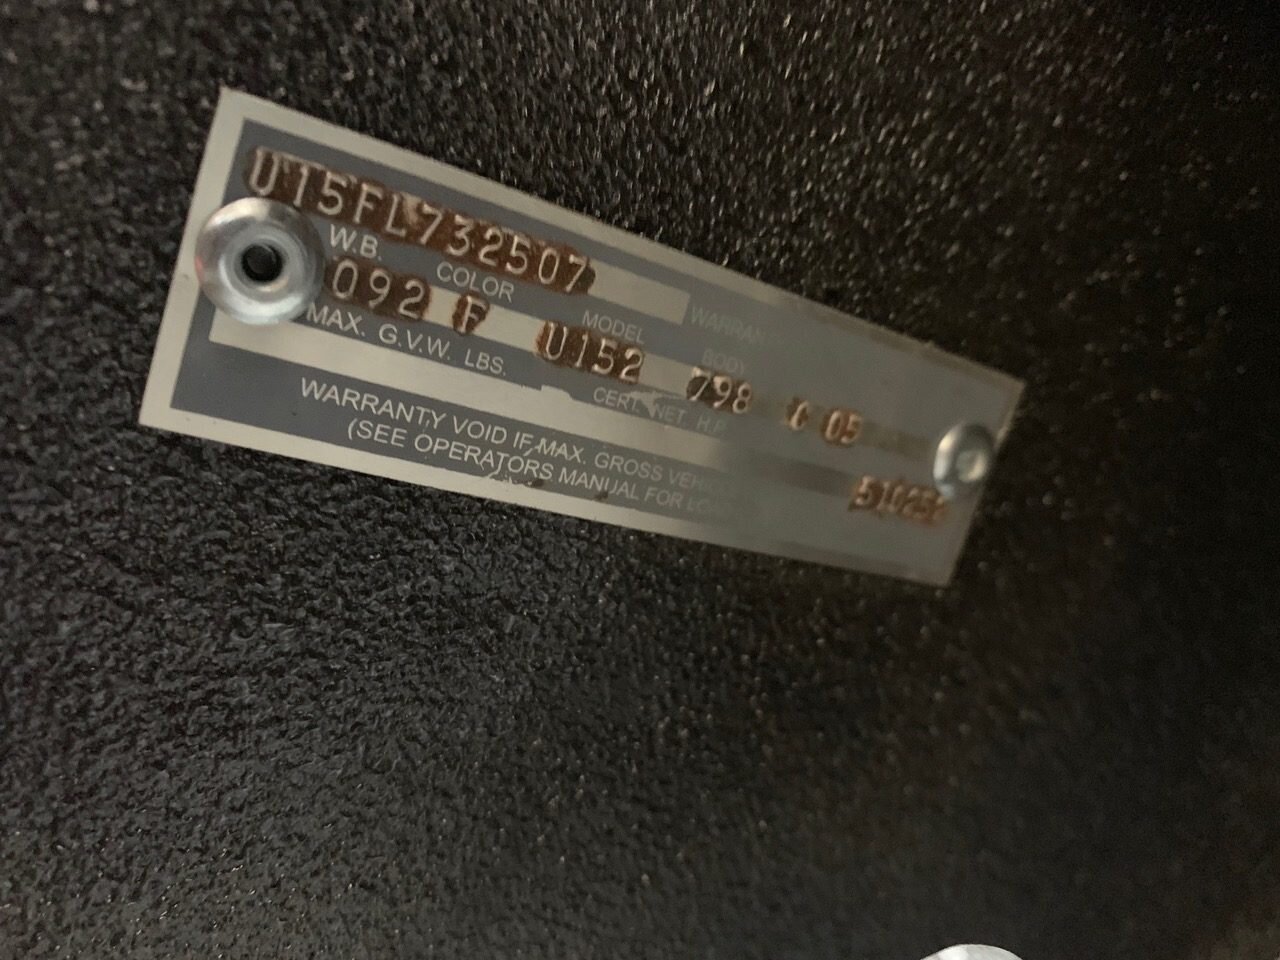 U15FL732507
W.B. COLOR MODEL BODY
092 F U152 798 05
MAX. G.V.W. LBS. CERT. NET. H.P.
WARRANTY VOID IF MAX. GROSS
(SEE OPERATORS MANUAL FOR